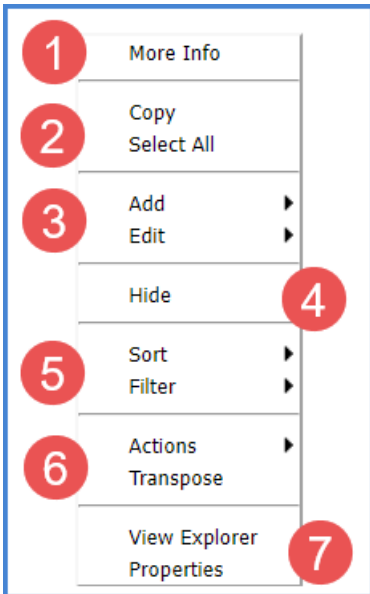 1 More Info
2 Copy
Select All
3 Add
Edit
Hide 4
5 Sort
Filter
6 Actions
Transpose
View Explorer 7
Properties